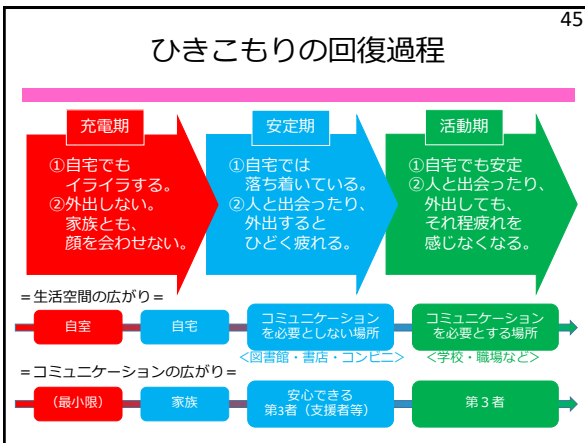 45
ひきこもりの回復過程
充電期
①自宅でも
イライラする。
②外出しない。
家族とも、
顔を会わせない。
安定期
①自宅では
落ち着いている。
②人と出会ったり、
外出すると
ひどく疲れる。
活動期
①自宅でも安定
②人と出会ったり、
外出しても、
それ程疲れを
感じなくなる。
＝生活空間の広がり＝
自室
自宅
コミュニケーション
を必要としない場所
コミュニケーション
を必要とする場所
＜図書館・書店・コンビニ＞
＜学校・職場など＞
＝コミュニケーションの広がり＝
（最小限）
家族
安心できる
第3者（支援者等）
第３者